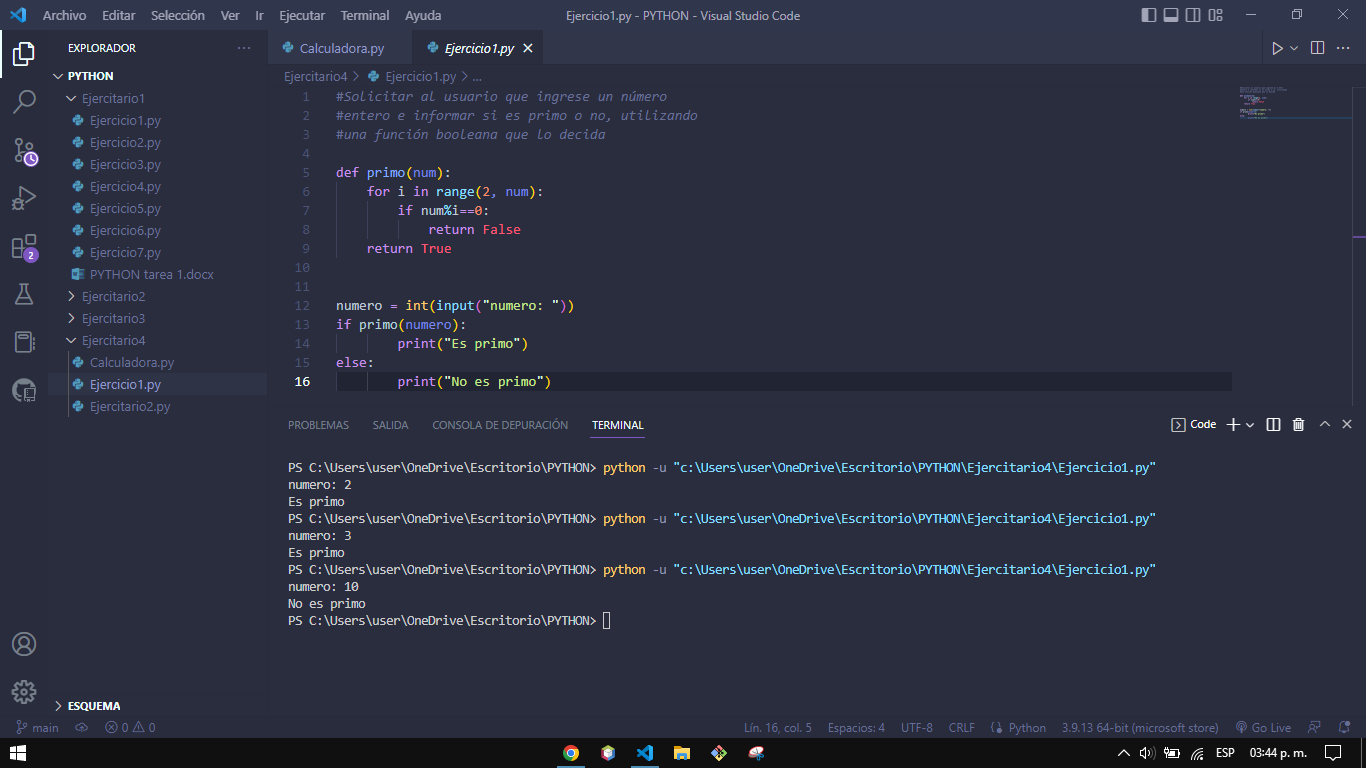 Archivo Editar Selección Ver Ir Ejecutar Terminal Ayuda Ejercicio1.py - PYTHON - Visual Studio Code
EXPLORADOR
PYTHON
Ejercitario1
Ejercicio1.py
Ejercicio2.py
Ejercicio3.py
Ejercicio4.py
Ejercicio5.py
Ejercicio6.py
Ejercicio7.py
PYTHON tarea 1.docx
Ejercitario2
Ejercitario3
Ejercitario4
Calculadora.py
Ejercicio1.py
Ejercitario2.py
ESQUEMA
2
Calculadora.py Ejercicio1.py
Ejercitario4 > Ejercicio1.py > ...
1 #Solicitar al usuario que ingrese un número
2 #entero e informar si es primo o no, utilizando
3 #una función booleana que lo decida
4
5 def primo(num):
6 for i in range(2, num):
7 if num%i==0:
8 return False
9 return True
10
11
12 numero = int(input("numero: "))
13 if primo(numero):
14 print("Es primo")
15 else:
16 print("No es primo")
PROBLEMAS SALIDA CONSOLA DE DEPURACIÓN TERMINAL Code
PS C:\Users\user\OneDrive\Escritorio\PYTHON> python -u "c:\Users\user\OneDrive\Escritorio\PYTHON\Ejercitario4\Ejercicio1.py"
numero: 2
Es primo
PS C:\Users\user\OneDrive\Escritorio\PYTHON> python -u "c:\Users\user\OneDrive\Escritorio\PYTHON\Ejercitario4\Ejercicio1.py"
numero: 3
Es primo
PS C:\Users\user\OneDrive\Escritorio\PYTHON> python -u "c:\Users\user\OneDrive\Escritorio\PYTHON\Ejercitario4\Ejercicio1.py"
numero: 10
No es primo
PS C:\Users\user\OneDrive\Escritorio\PYTHON>
main 0 0 Lín. 16, col. 5 Espacios: 4 UTF-8 CRLF Python 3.9.13 64-bit (microsoft store) Go Live
ESP 03:44 p. m.